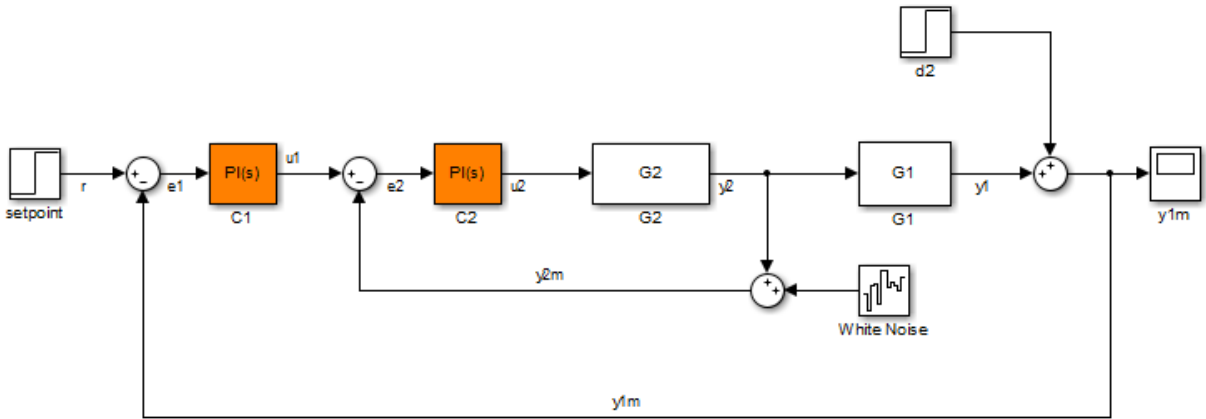 d2
setpoint
r
e1
PI(s)
C1
u1
e2
PI(s)
C2
u2
G2
G2
y2
G1
G1
y1
y1m
y2m
White Noise
y1m